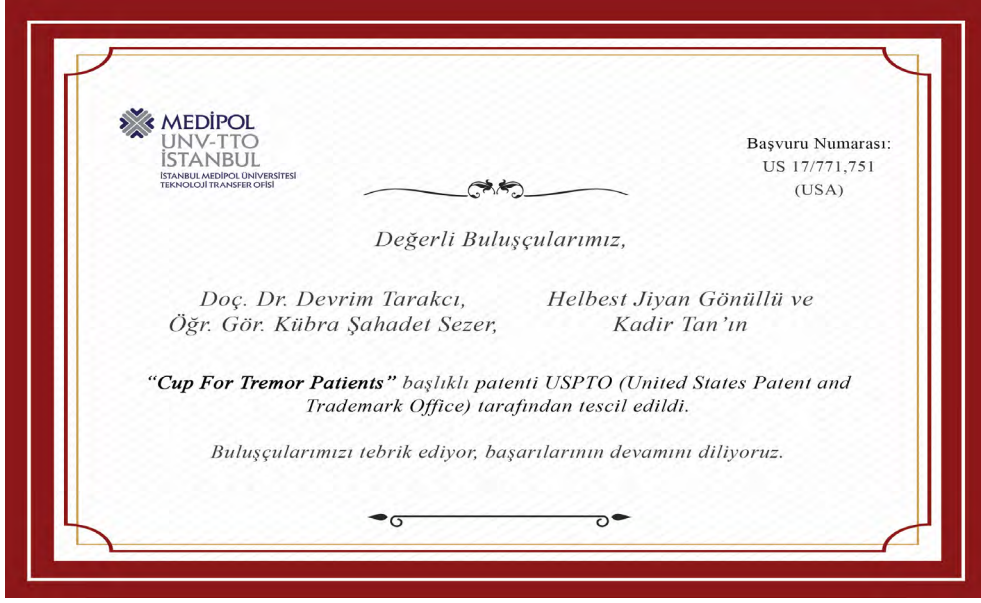 MEDİPOL
UNV-TTO
İSTANBUL
İSTANBUL MEDİPOL ÜNİVERSİTESİ
TEKNOLOJİ TRANSFER OFİSİ
Başvuru Numarası:
US 17/771,751
(USA)
Değerli Buluşçularımız,
Doç. Dr. Devrim Tarakcı,
Öğr. Gör. Kübra Şahadet Sezer,
Helbest Jiyan Gönüllü ve
Kadir Tan’ın
“Cup For Tremor Patients” başlıklı patenti USPTO (United States Patent and
Trademark Office) tarafından tescil edildi.
Buluşçularımızı tebrik ediyor, başarılarının devamını diliyoruz.